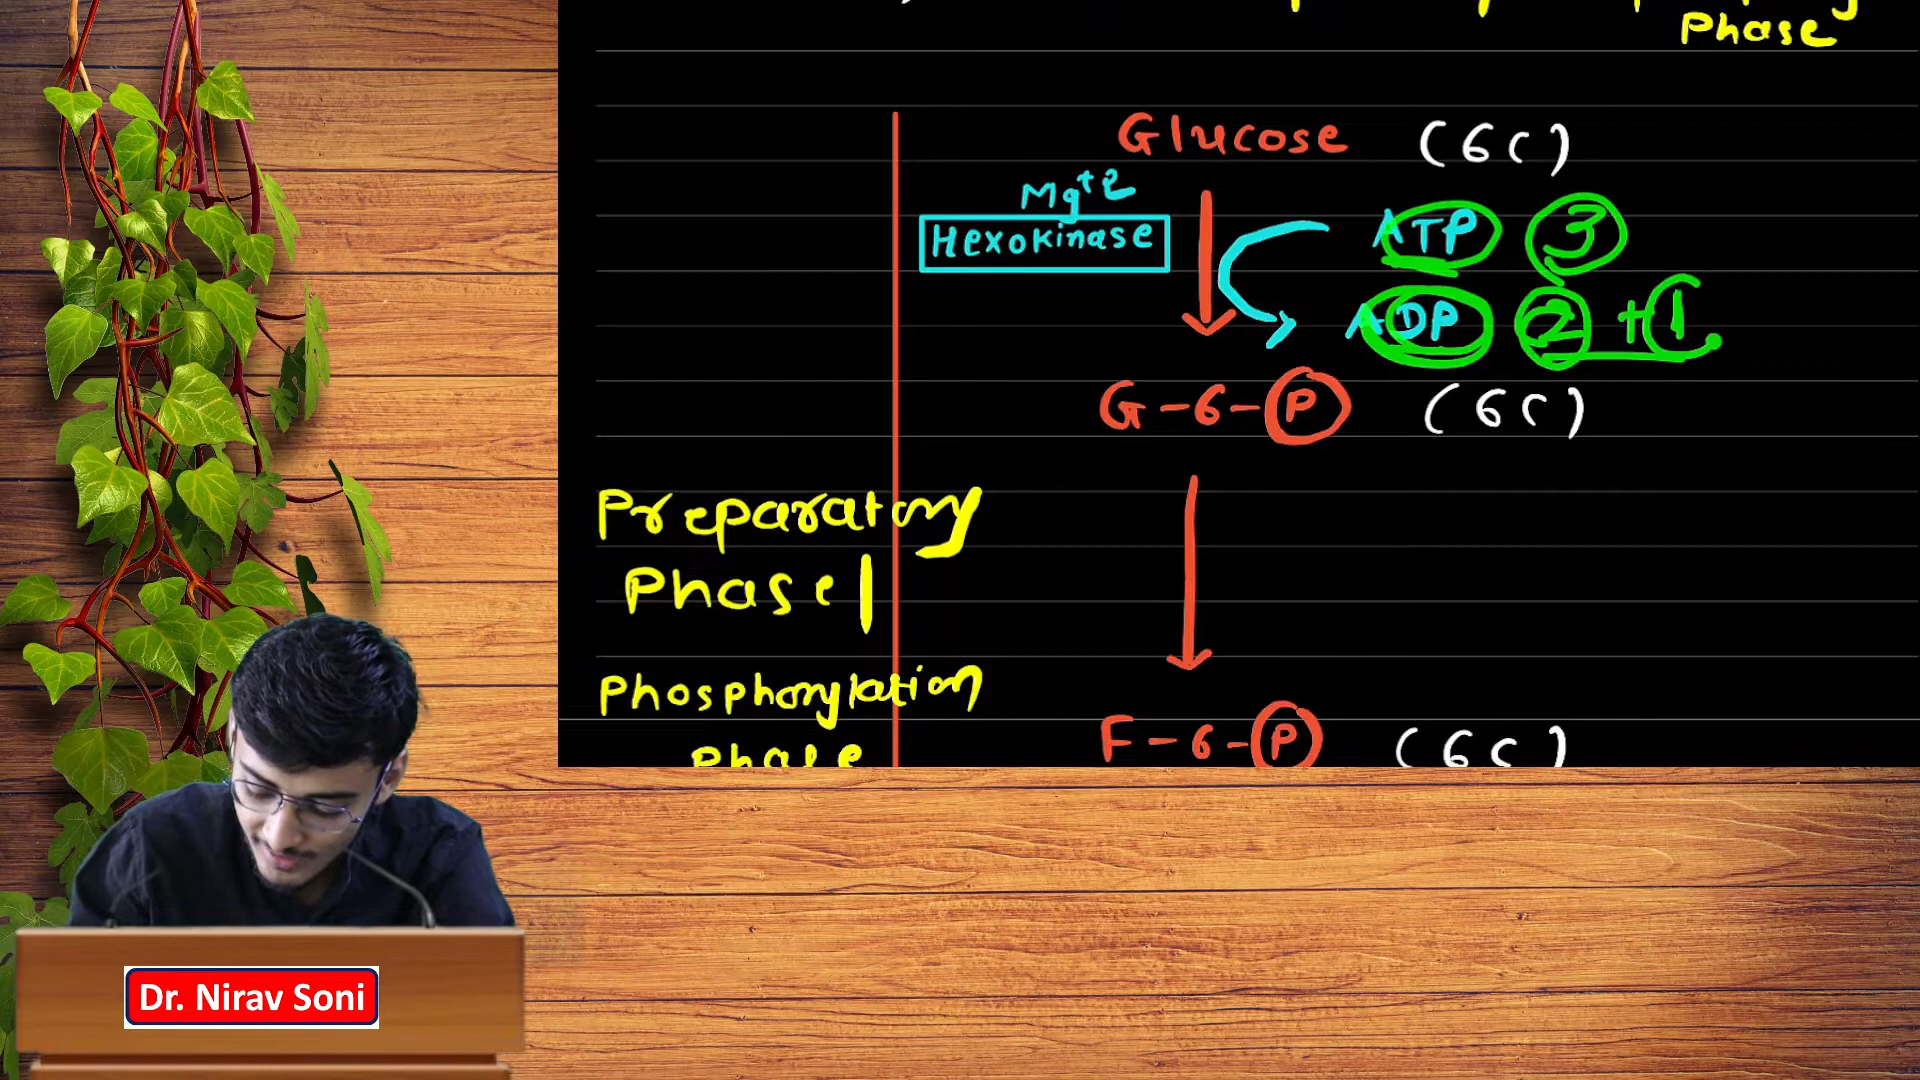 Phase
Glucose (6C)
Mg+2
Hexokinase
ATP 3
ADP 2 +1
G-6-P (6C)
Preparatory
Phase |
Phosphorylation
Phase
F-6-P (6C)
Dr. Nirav Soni